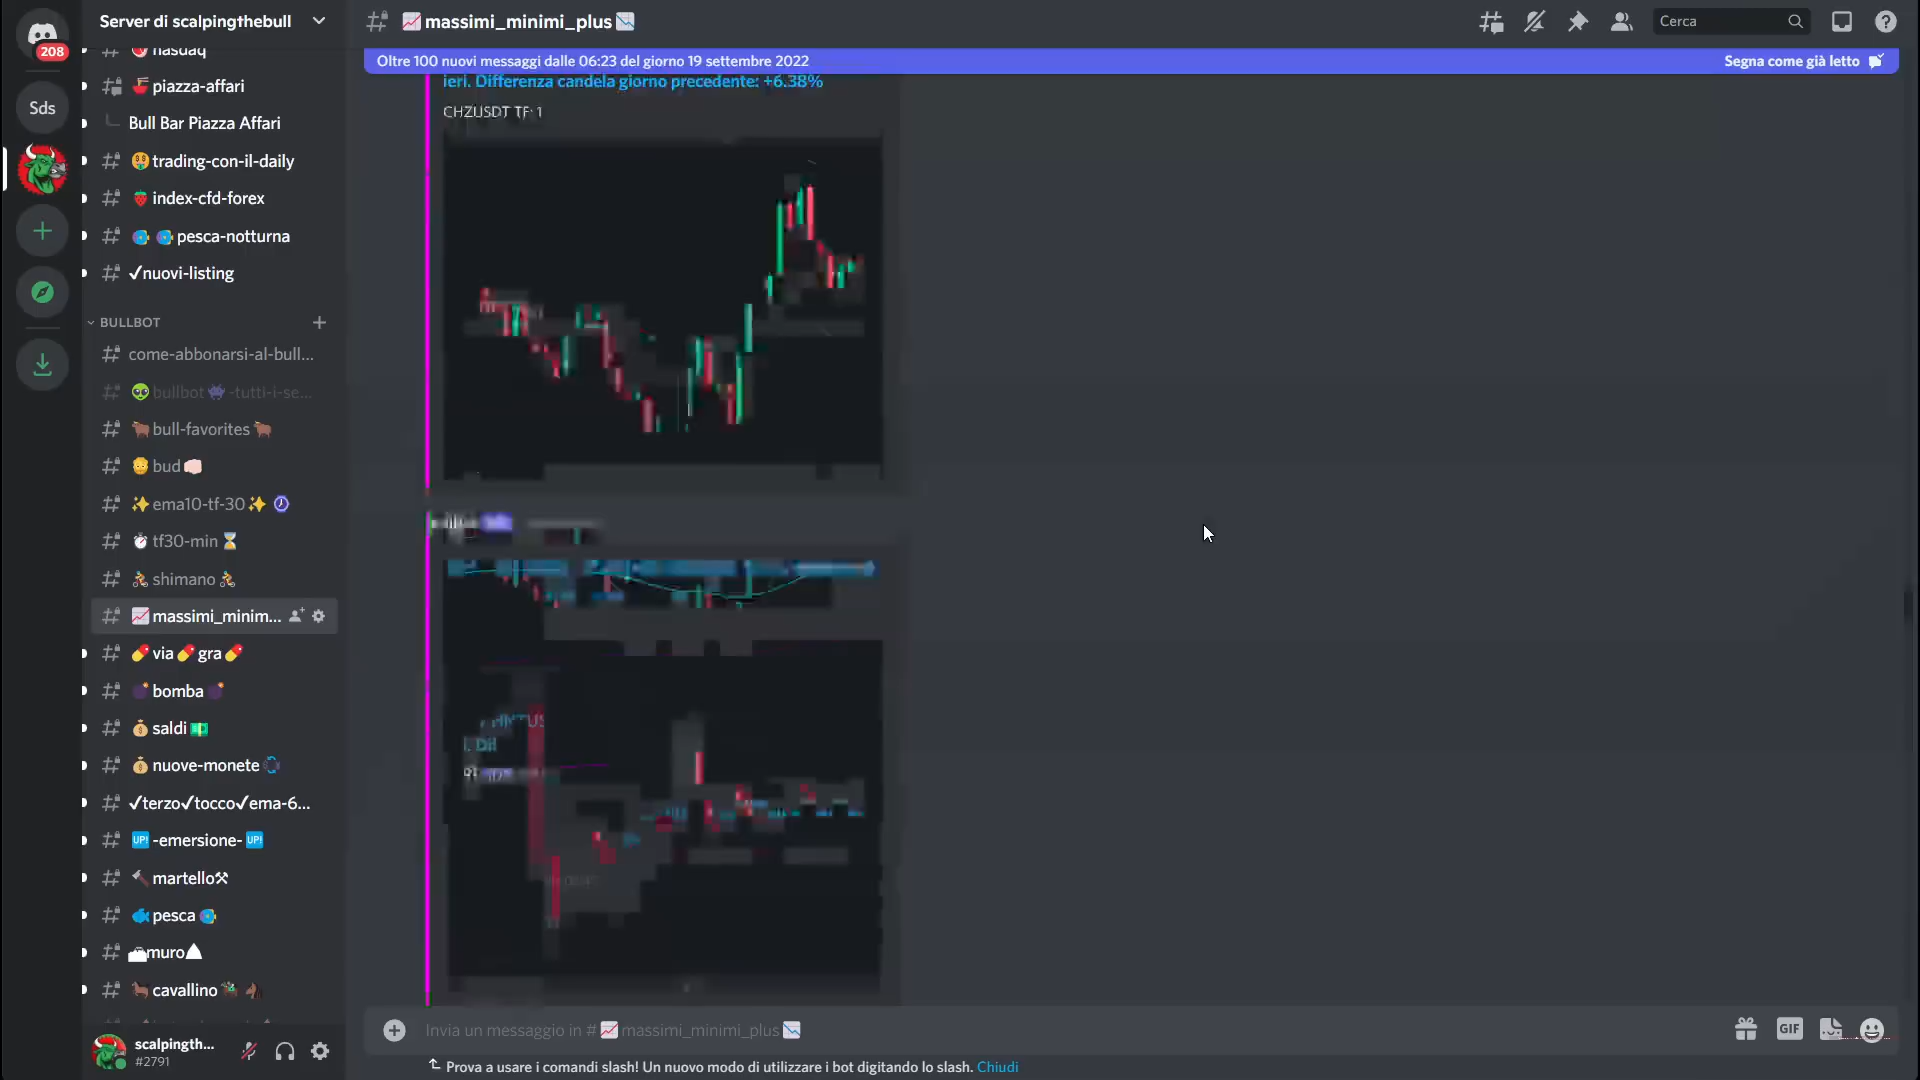 208
Sds
Server di scalpingthebull
nasdaq
piazza-affari
Bull Bar Piazza Affari
trading-con-il-daily
index-cfd-forex
pesca-notturna
✓nuovi-listing
BULLBOT
come-abbonarsi-al-bull...
bullbot -tutti-i-se...
bull-favorites
bud
ema10-tf-30
tf30-min
shimano
massimi_minim...
via gra
bomba
saldi
nuove-monete
✓terzo✓tocco✓ema-6...
-emersione-
martello
pesca
muro
cavallino
scalpingth...
#2791
massimi_minimi_plus
Cerca
Oltre 100 nuovi messaggi dalle 06:23 del giorno 19 settembre 2022
Segna come già letto
ieri. Differenza candela giorno precedente: +6.38%
CHZUSDT TF: 1
Invia un messaggio in # massimi_minimi_plus
GIF
Prova a usare i comandi slash! Un nuovo modo di utilizzare i bot digitando lo slash. Chiudi